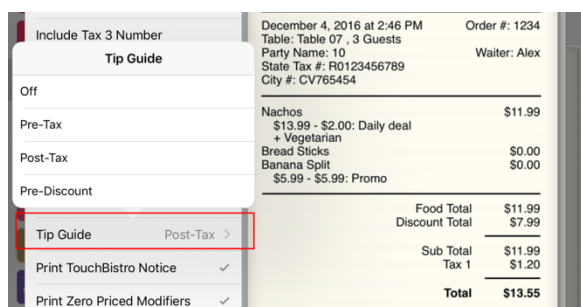 Include Tax 3 Number
Tip Guide
Off
Pre-Tax
Post-Tax
Pre-Discount
Tip Guide Post-Tax >
Print TouchBistro Notice ✓
Print Zero Priced Modifiers ✓
December 4, 2016 at 2:46 PM Order #: 1234
Table: Table 07 , 3 Guests
Party Name: 10 Waiter: Alex
State Tax #: R0123456789
City #: CV765454
Nachos $11.99
$13.99 - $2.00: Daily deal
+ Vegetarian
Bread Sticks $0.00
Banana Split $0.00
$5.99 - $5.99: Promo
Food Total $11.99
Discount Total $7.99
Sub Total $11.99
Tax 1 $1.20
Total $13.55